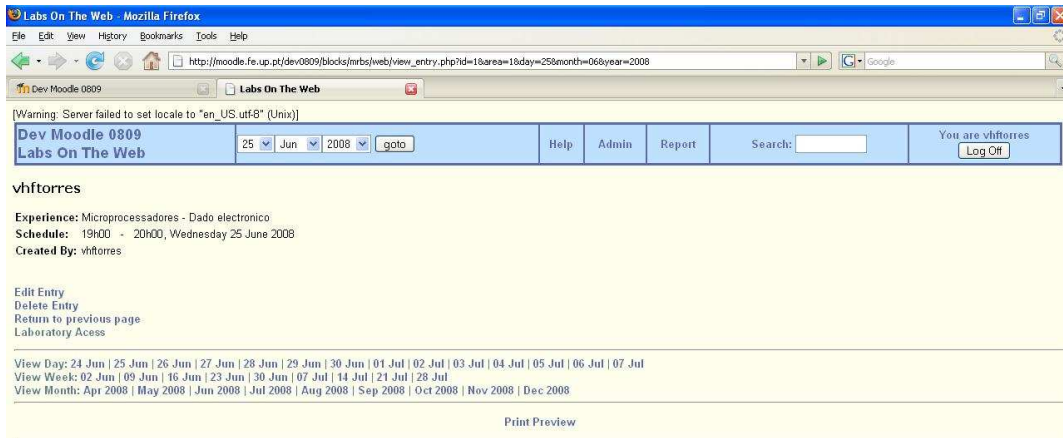 Labs On The Web - Mozilla Firefox
File Edit View History Bookmarks Tools Help
http://moodle.fe.up.pt/dev0809/blocks/mrbs/web/view_entry.php?id=1&area=1&day=25&month=06&year=2008
Google
Dev Moodle 0809 Labs On The Web
[Warning: Server failed to set locale to "en_US.utf-8" (Unix)]
Dev Moodle 0809
Labs On The Web
25 Jun 2008 goto
Help Admin Report Search:
You are vhftorres
Log Off
vhftorres
Experience: Microprocessadores - Dado electronico
Schedule: 19h00 - 20h00, Wednesday 25 June 2008
Created By: vhftorres
Edit Entry
Delete Entry
Return to previous page
Laboratory Acess
View Day: 24 Jun | 25 Jun | 26 Jun | 27 Jun | 28 Jun | 29 Jun | 30 Jun | 01 Jul | 02 Jul | 03 Jul | 04 Jul | 05 Jul | 06 Jul | 07 Jul
View Week: 02 Jun | 09 Jun | 16 Jun | 23 Jun | 30 Jun | 07 Jul | 14 Jul | 21 Jul | 28 Jul
View Month: Apr 2008 | May 2008 | Jun 2008 | Jul 2008 | Aug 2008 | Sep 2008 | Oct 2008 | Nov 2008 | Dec 2008
Print Preview